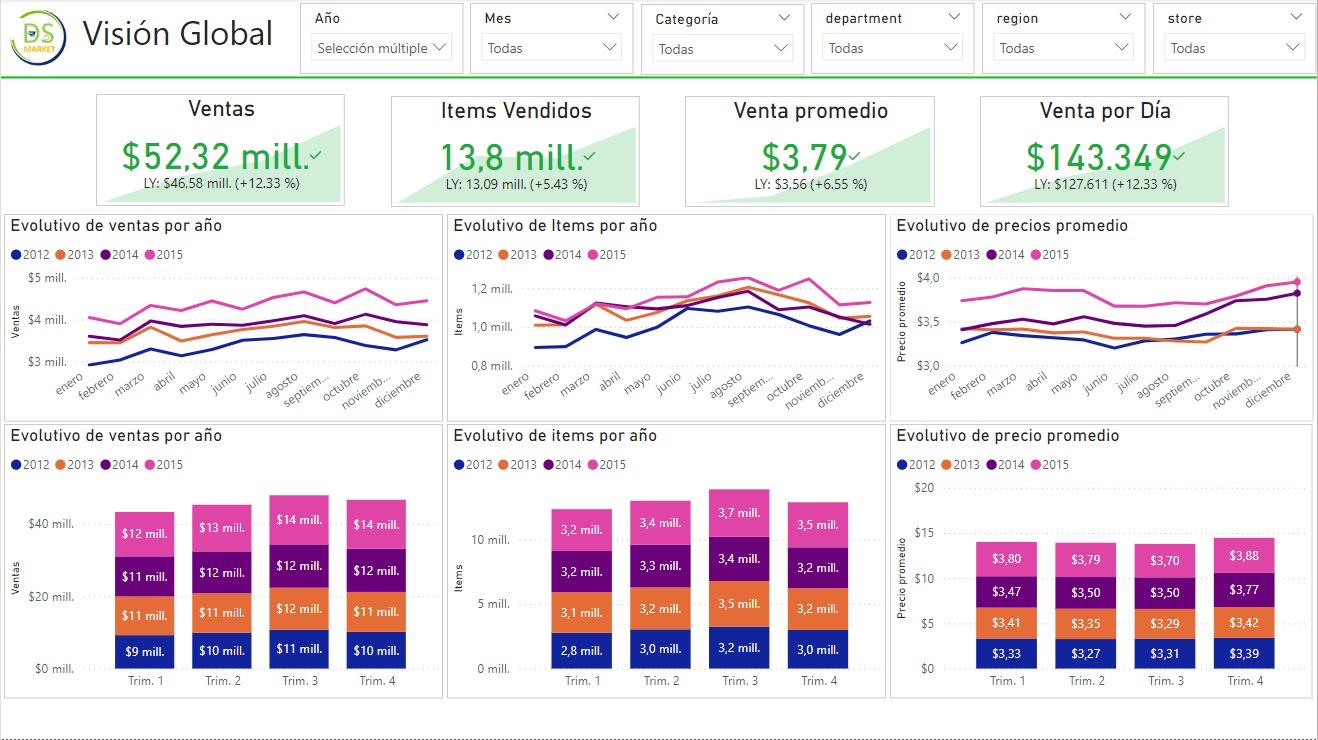 DS
MARKET
Visión Global
Año
Selección múltiple
Mes
Todas
Categoría
Todas
department
Todas
region
Todas
store
Todas
Ventas
$52,32 mill.
LY: $46,58 mill. (+12.33 %)
Items Vendidos
13,8 mill.
LY: 13,09 mill. (+5.43 %)
Venta promedio
$3,79
LY: $3,56 (+6.55 %)
Venta por Día
$143.349
LY: $127.611 (+12.33 %)
Evolutivo de ventas por año
2012 2013 2014 2015
Ventas
$5 mill.
$4 mill.
$3 mill.
enero febrero marzo abril mayo junio julio agosto septiem... octubre noviemb... diciembre
Evolutivo de Items por año
2012 2013 2014 2015
Items
1,2 mill.
1,0 mill.
0,8 mill.
enero febrero marzo abril mayo junio julio agosto septiem... octubre noviemb... diciembre
Evolutivo de precios promedio
2012 2013 2014 2015
Precio promedio
$4,0
$3,5
$3,0
enero febrero marzo abril mayo junio julio agosto septiem... octubre noviemb... diciembre
Evolutivo de ventas por año
2012 2013 2014 2015
Ventas
$40 mill.
$20 mill.
$0 mill.
$12 mill. $13 mill. $14 mill. $14 mill.
$11 mill. $12 mill. $12 mill. $12 mill.
$11 mill. $11 mill. $12 mill. $11 mill.
$9 mill. $10 mill. $11 mill. $10 mill.
Trim. 1 Trim. 2 Trim. 3 Trim. 4
Evolutivo de items por año
2012 2013 2014 2015
Items
10 mill.
5 mill.
0 mill.
3,2 mill. 3,4 mill. 3,7 mill. 3,5 mill.
3,2 mill. 3,3 mill. 3,4 mill. 3,2 mill.
3,1 mill. 3,2 mill. 3,5 mill. 3,2 mill.
2,8 mill. 3,0 mill. 3,2 mill. 3,0 mill.
Trim. 1 Trim. 2 Trim. 3 Trim. 4
Evolutivo de precio promedio
2012 2013 2014 2015
Precio promedio
$20
$15
$10
$5
$0
$3,80 $3,79 $3,70 $3,88
$3,47 $3,50 $3,50 $3,77
$3,41 $3,35 $3,29 $3,42
$3,33 $3,27 $3,31 $3,39
Trim. 1 Trim. 2 Trim. 3 Trim. 4